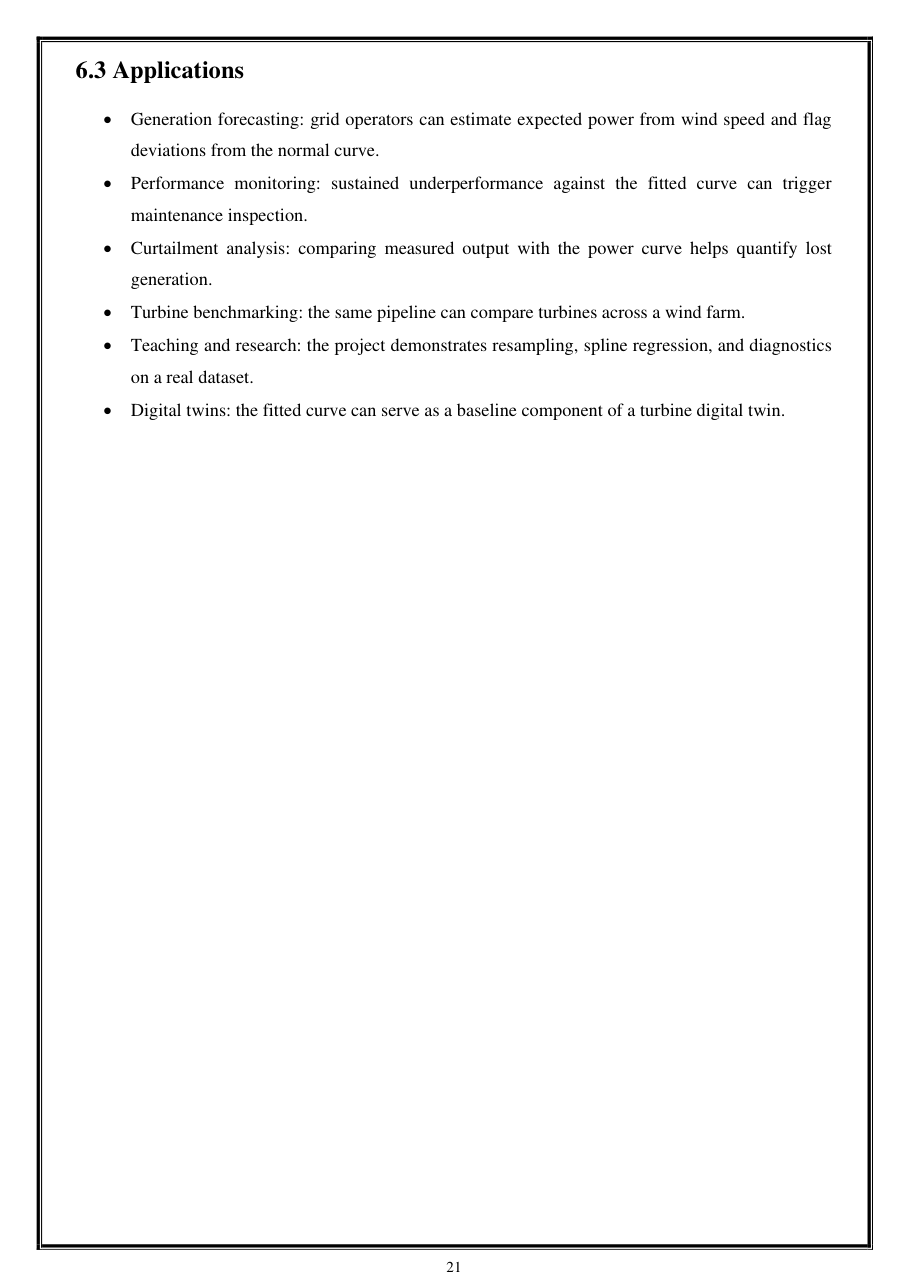 6.3 Applications
• Generation forecasting: grid operators can estimate expected power from wind speed and flag
deviations from the normal curve.
• Performance monitoring: sustained underperformance against the fitted curve can trigger
maintenance inspection.
• Curtailment analysis: comparing measured output with the power curve helps quantify lost
generation.
• Turbine benchmarking: the same pipeline can compare turbines across a wind farm.
• Teaching and research: the project demonstrates resampling, spline regression, and diagnostics
on a real dataset.
• Digital twins: the fitted curve can serve as a baseline component of a turbine digital twin.
21